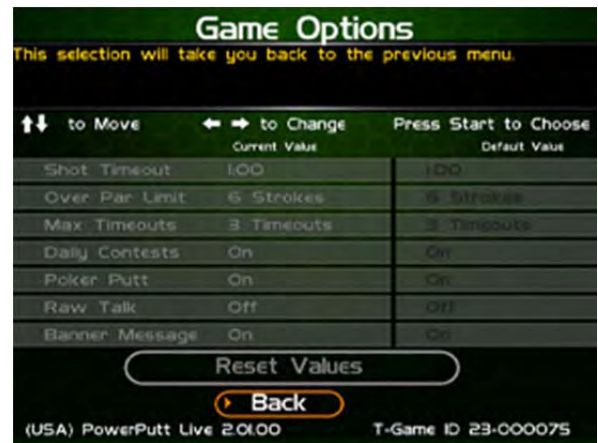 Game Options
This selection will take you back to the previous menu.
↑↓ to Move ← → to Change Press Start to Choose
Current Value Default Value
Shot Timeout 1:00 1:00
Over Par Limit 6 Strokes 6 Strokes
Max Timeouts 3 Timeouts 3 Timeouts
Daily Contests On On
Poker Putt On On
Raw Talk Off Off
Banner Message On On
Reset Values
Back
(USA) PowerPutt Live 2.01.00 T-Game ID 23-000075